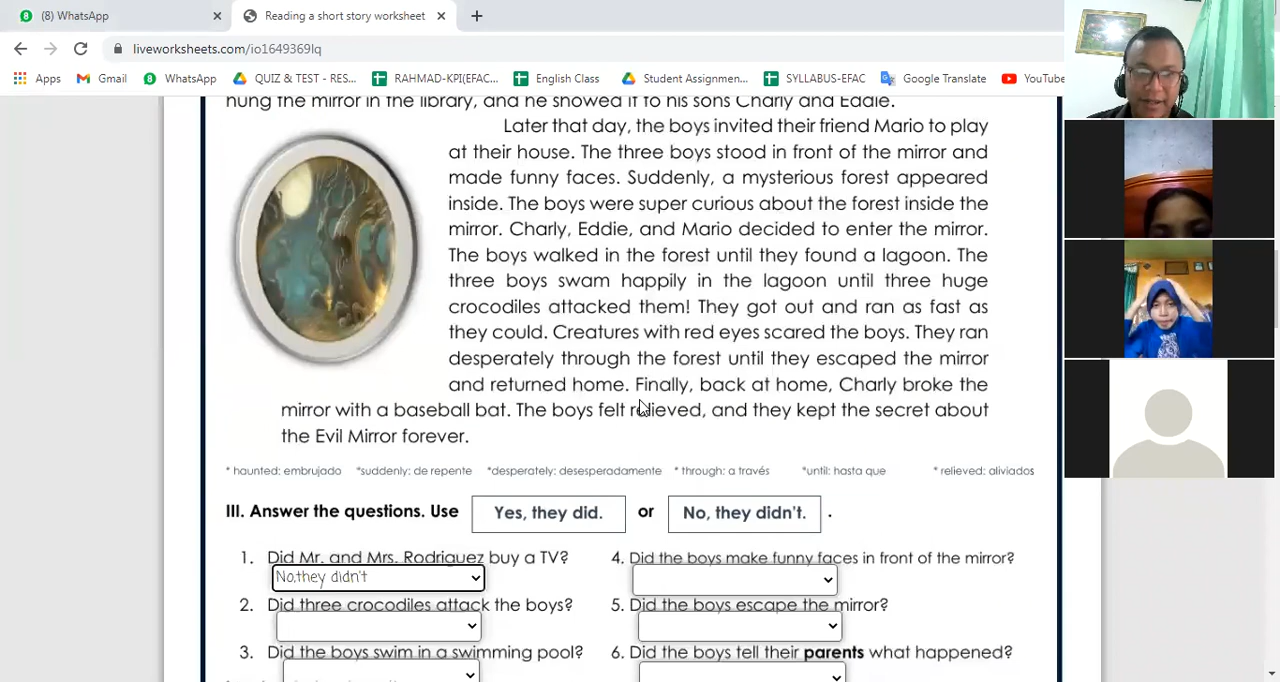 (8) WhatsApp
Reading a short story worksheet
liveworksheets.com/io1649369lq
Apps Gmail WhatsApp QUIZ & TEST - RES... RAHMAD-KPI(EFAC... English Class Student Assignmen... SYLLABUS-EFAC Google Translate YouTube
hung the mirror in the library, and he showed it to his sons Charly and Eddie.
Later that day, the boys invited their friend Mario to play
at their house. The three boys stood in front of the mirror and
made funny faces. Suddenly, a mysterious forest appeared
inside. The boys were super curious about the forest inside the
mirror. Charly, Eddie, and Mario decided to enter the mirror.
The boys walked in the forest until they found a lagoon. The
three boys swam happily in the lagoon until three huge
crocodiles attacked them! They got out and ran as fast as
they could. Creatures with red eyes scared the boys. They ran
desperately through the forest until they escaped the mirror
and returned home. Finally, back at home, Charly broke the
mirror with a baseball bat. The boys felt relieved, and they kept the secret about
the Evil Mirror forever.
* haunted: embrujado *suddenly: de repente *desperately: desesperadamente * through: a través *until: hasta que * relieved: aliviados
III. Answer the questions. Use Yes, they did. or No, they didn't. .
1. Did Mr. and Mrs. Rodriguez buy a TV?
No,they didn't
2. Did three crocodiles attack the boys?
3. Did the boys swim in a swimming pool?
4. Did the boys make funny faces in front of the mirror?
5. Did the boys escape the mirror?
6. Did the boys tell their parents what happened?